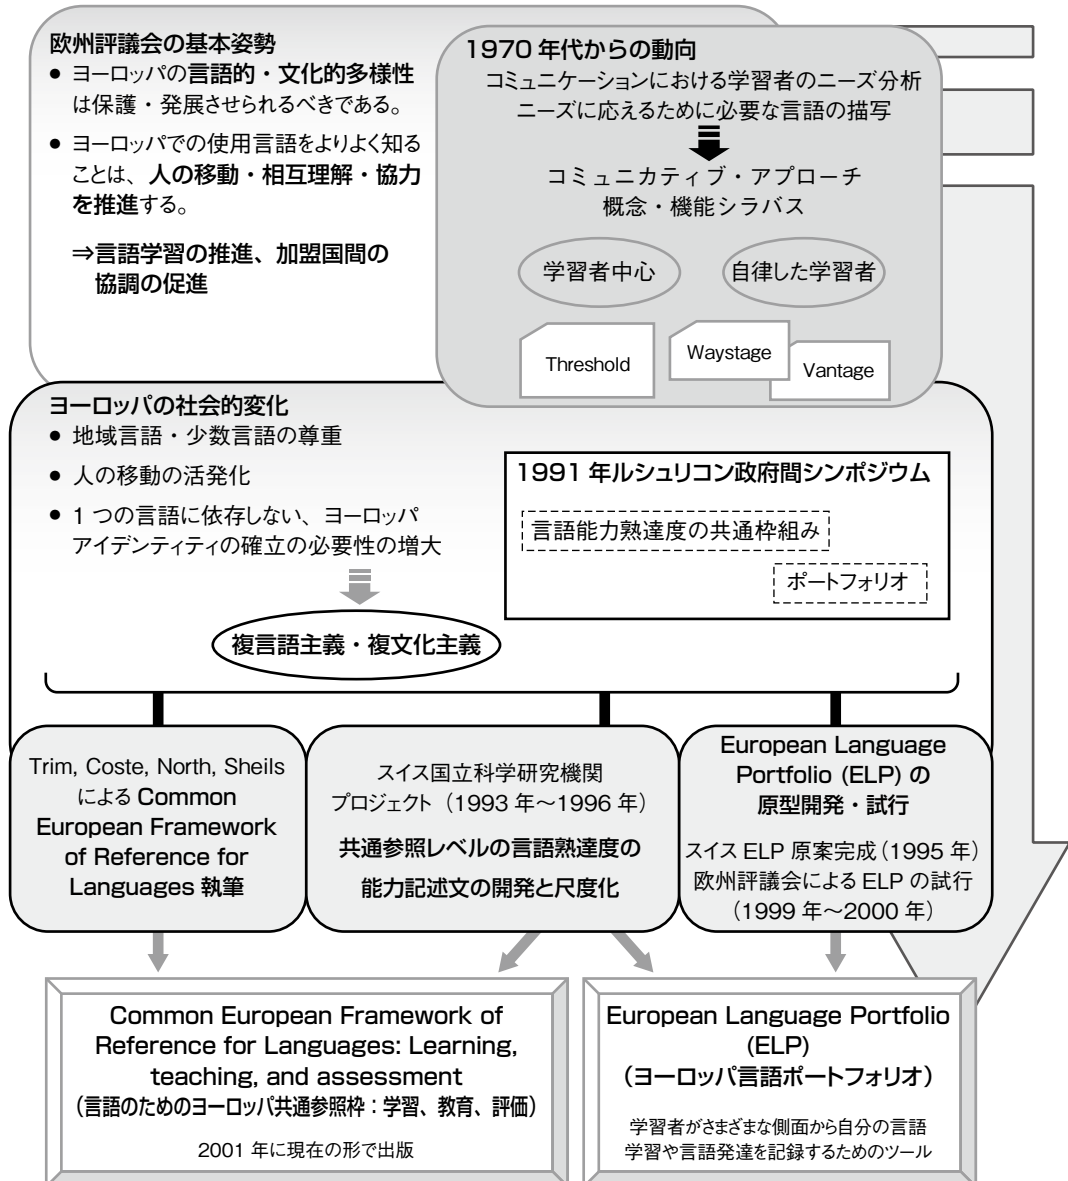 欧州評議会の基本姿勢
● ヨーロッパの言語的・文化的多様性
は保護・発展させられるべきである。
● ヨーロッパでの使用言語をよりよく知る
ことは、人の移動・相互理解・協力
を推進する。
⇒言語学習の推進、加盟国間の
協調の促進
1970 年代からの動向
コミュニケーションにおける学習者のニーズ分析
ニーズに応えるために必要な言語の描写
コミュニカティブ・アプローチ
概念・機能シラバス
学習者中心
自律した学習者
Threshold
Waystage
Vantage
ヨーロッパの社会的変化
● 地域言語・少数言語の尊重
● 人の移動の活発化
● 1 つの言語に依存しない、ヨーロッパ
アイデンティティの確立の必要性の増大
複言語主義・複文化主義
1991 年ルシュリコン政府間シンポジウム
言語能力熟達度の共通枠組み
ポートフォリオ
Trim, Coste, North, Sheils
による Common
European Framework
of Reference for
Languages 執筆
スイス国立科学研究機関
プロジェクト（1993 年～1996 年）
共通参照レベルの言語熟達度の
能力記述文の開発と尺度化
European Language
Portfolio (ELP) の
原型開発・試行
スイス ELP 原案完成（1995 年）
欧州評議会による ELP の試行
（1999 年～2000 年）
Common European Framework of
Reference for Languages: Learning,
teaching, and assessment
（言語のためのヨーロッパ共通参照枠：学習、教育、評価）
2001 年に現在の形で出版
European Language Portfolio
(ELP)
（ヨーロッパ言語ポートフォリオ）
学習者がさまざまな側面から自分の言語
学習や言語発達を記録するためのツール